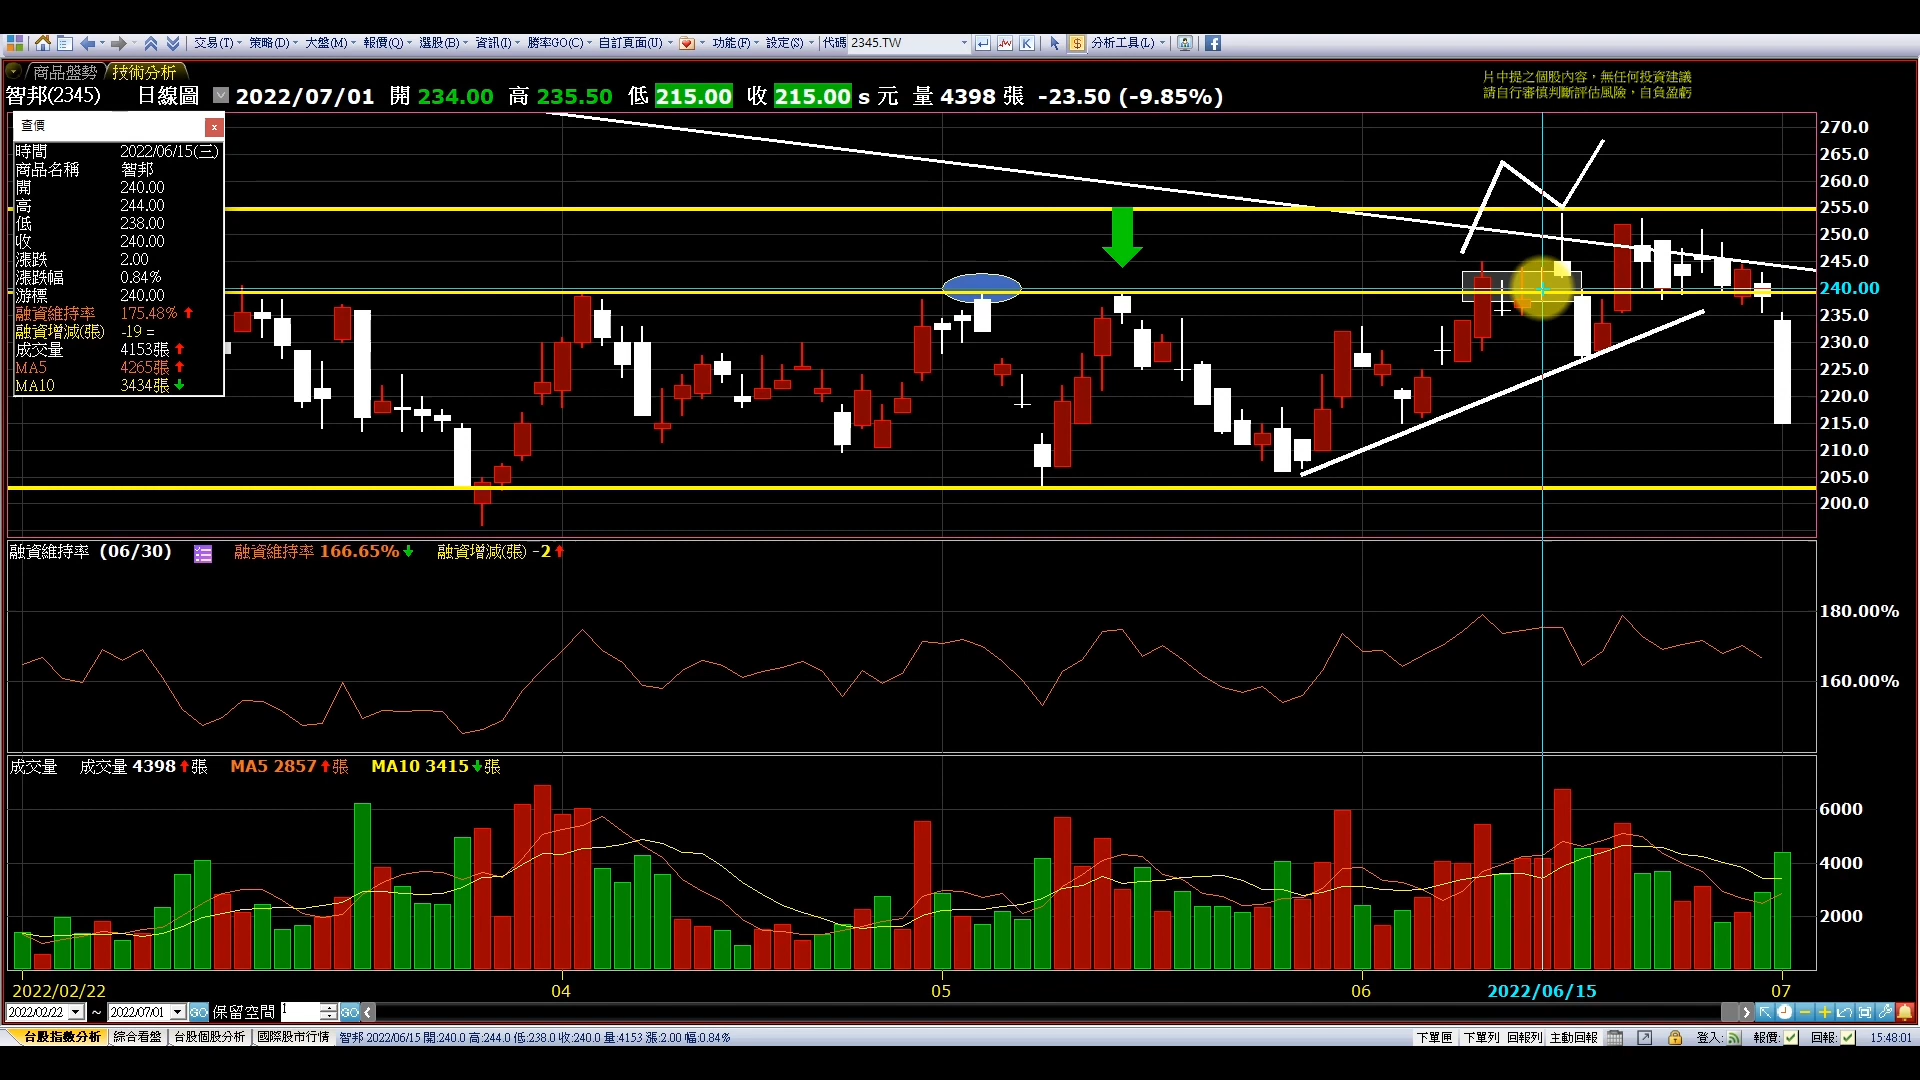 交易(T) 策略(D) 大盤(M) 報價(Q) 選股(B) 資訊(I) 勝率GO(C) 自訂頁面(U) 功能(F) 設定(S) 代碼 2345.TW K $ 分析工具(L)
商品盤勢 技術分析
片中提之個股內容，無任何投資建議
請自行審慎判斷評估風險，自負盈虧
智邦(2345) 日線圖 2022/07/01 開 234.00 高 235.50 低 215.00 收 215.00 s 元 量 4398 張 -23.50 (-9.85%)
查價 x
時間 2022/06/15(三)
商品名稱 智邦
開 240.00
高 244.00
低 238.00
收 240.00
漲跌 2.00
漲跌幅 0.84%
游標 240.00
融資維持率 175.48%
融資增減(張) -19 =
成交量 4153張
MA5 4265張
MA10 3434張
270.0
265.0
260.0
255.0
250.0
245.0
240.00
235.0
230.0
225.0
220.0
215.0
210.0
205.0
200.0
融資維持率 (06/30) 融資維持率 166.65% 融資增減(張) -2
180.00%
160.00%
成交量 成交量 4398 張 MA5 2857 張 MA10 3415 張
6000
4000
2000
2022/02/22 04 05 06 2022/06/15 07
2022/02/22 ~ 2022/07/01 GO 保留空間 1 GO
台股指數分析 綜合看盤 台股個股分析 國際股市行情 智邦 2022/06/15 開:240.0 高:244.0 低:238.0 收:240.0 量:4153 漲:2.00 幅:0.84% 下單匣 下單列 回報列 主動回報 登入: 報價: 回報: 15:48:01